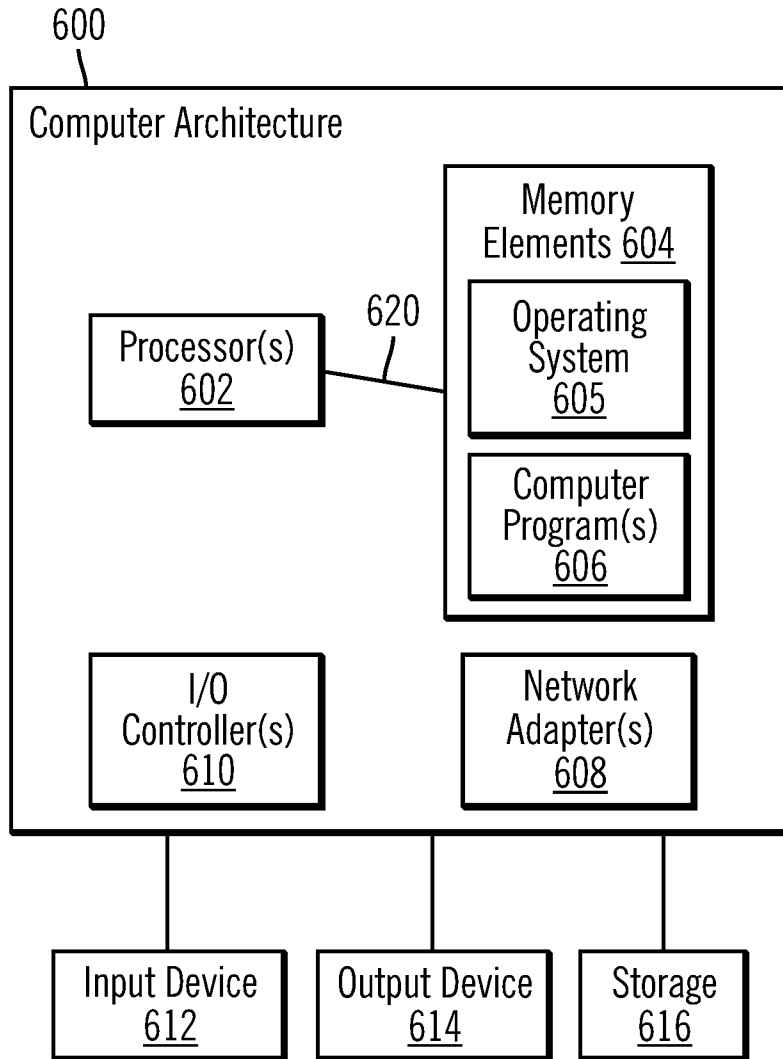 600
Computer Architecture
Memory
Elements 604
620
Processor(s)
602
Operating
System
605
Computer
Program(s)
606
I/O
Controller(s)
610
Network
Adapter(s)
608
Input Device
612
Output Device
614
Storage
616